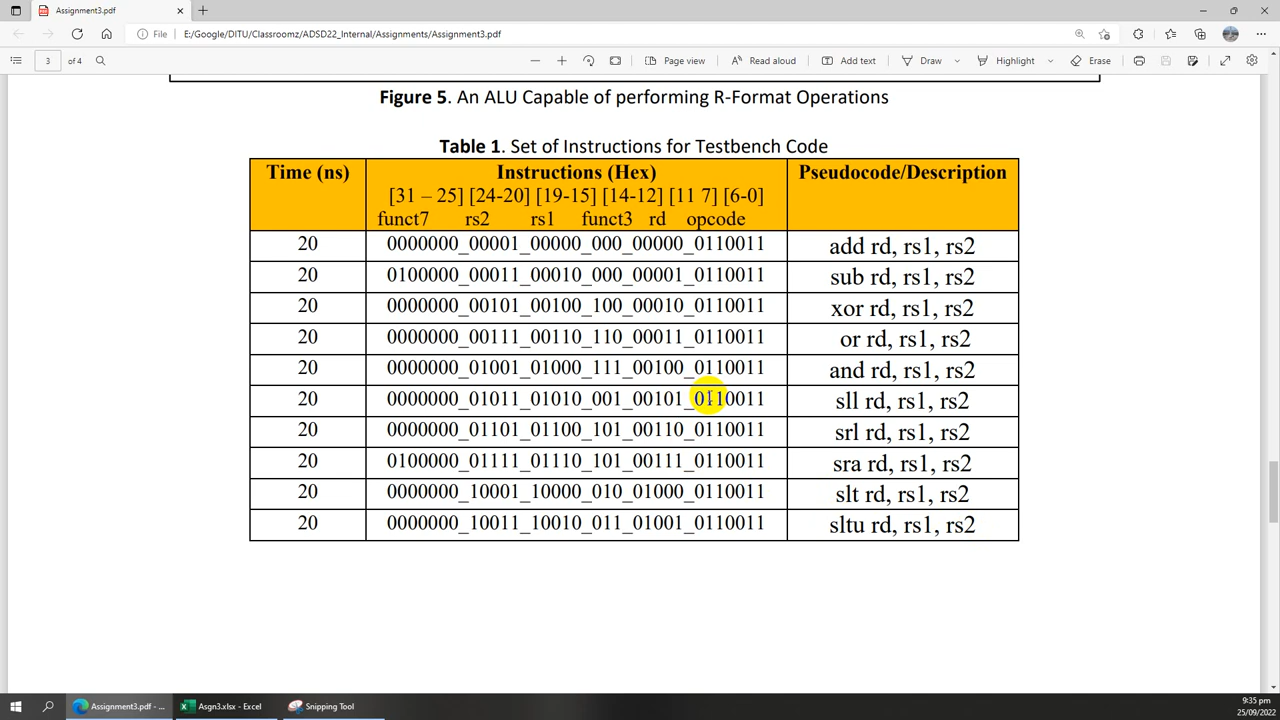 Assignment3.pdf
File
E:/Google/DITU/Classroomz/ADSD22_Internal/Assignments/Assignment3.pdf
3 of 4
Page view
Read aloud
Add text
Draw
Highlight
Erase
Figure 5. An ALU Capable of performing R-Format Operations
Table 1. Set of Instructions for Testbench Code
Time (ns) Instructions (Hex) Pseudocode/Description
[31 – 25] [24-20] [19-15] [14-12] [11 7] [6-0]
funct7 rs2 rs1 funct3 rd opcode
20 0000000_00001_00000_000_00000_0110011 add rd, rs1, rs2
20 0100000_00011_00010_000_00001_0110011 sub rd, rs1, rs2
20 0000000_00101_00100_100_00010_0110011 xor rd, rs1, rs2
20 0000000_00111_00110_110_00011_0110011 or rd, rs1, rs2
20 0000000_01001_01000_111_00100_0110011 and rd, rs1, rs2
20 0000000_01011_01010_001_00101_0110011 sll rd, rs1, rs2
20 0000000_01101_01100_101_00110_0110011 srl rd, rs1, rs2
20 0100000_01111_01110_101_00111_0110011 sra rd, rs1, rs2
20 0000000_10001_10000_010_01000_0110011 slt rd, rs1, rs2
20 0000000_10011_10010_011_01001_0110011 sltu rd, rs1, rs2
Assignment3.pdf - ...
Asgn3.xlsx - Excel
Snipping Tool
9:35 pm
25/09/2022